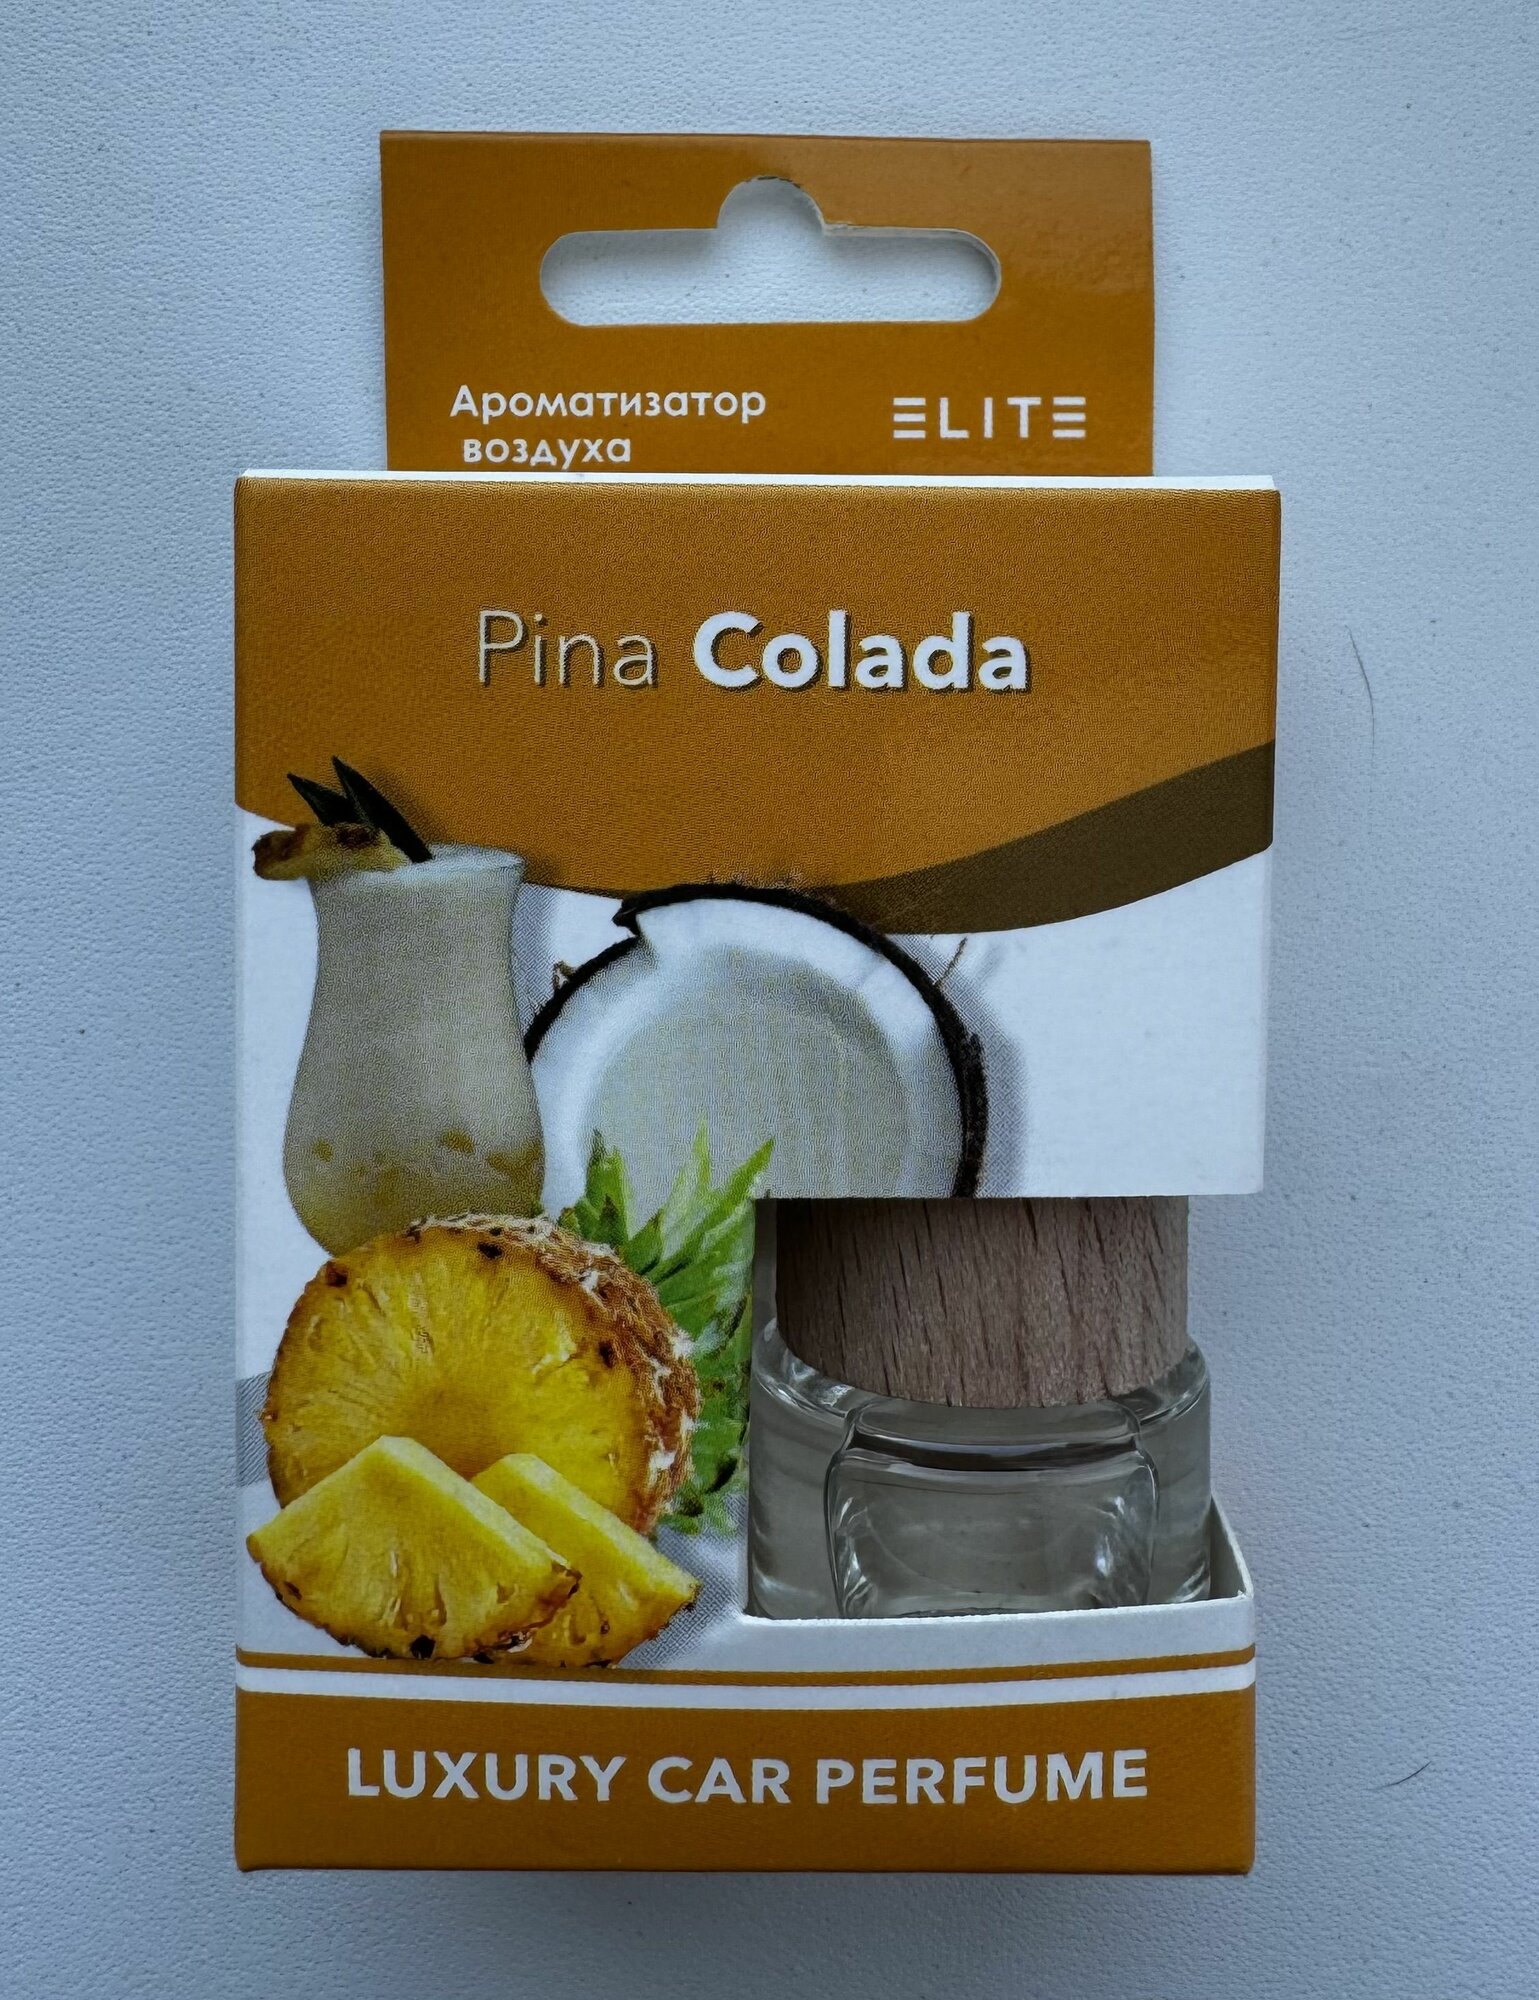 Ароматизатор
воздуха
ELITE
Pina Colada
LUXURY CAR PERFUME